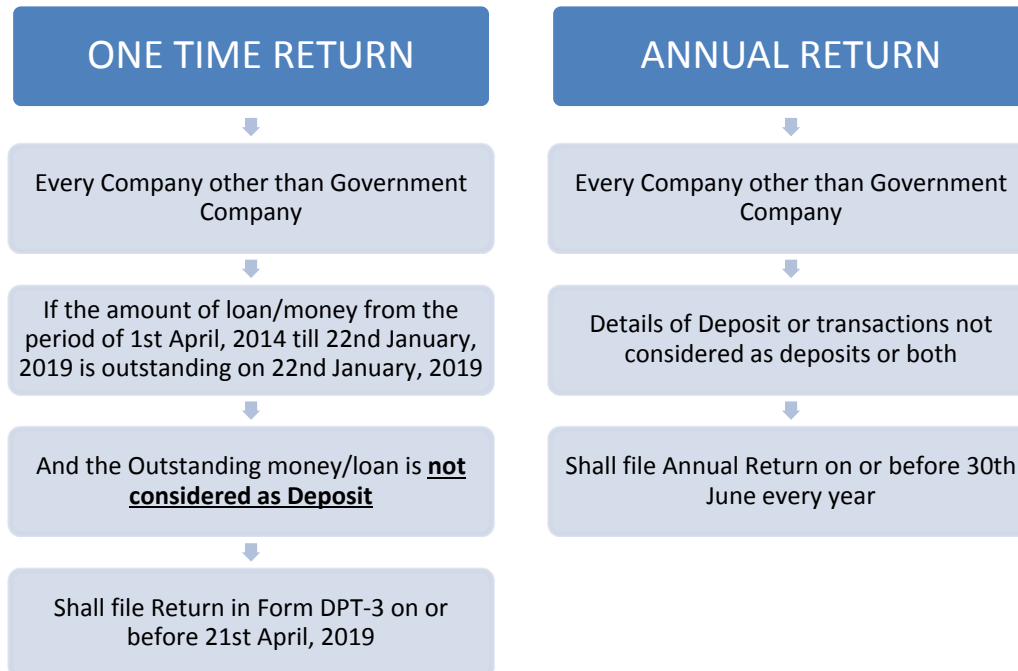 ONE TIME RETURN
Every Company other than Government
Company
If the amount of loan/money from the
period of 1st April, 2014 till 22nd January,
2019 is outstanding on 22nd January, 2019
And the Outstanding money/loan is not
considered as Deposit
Shall file Return in Form DPT-3 on or
before 21st April, 2019
ANNUAL RETURN
Every Company other than Government
Company
Details of Deposit or transactions not
considered as deposits or both
Shall file Annual Return on or before 30th
June every year